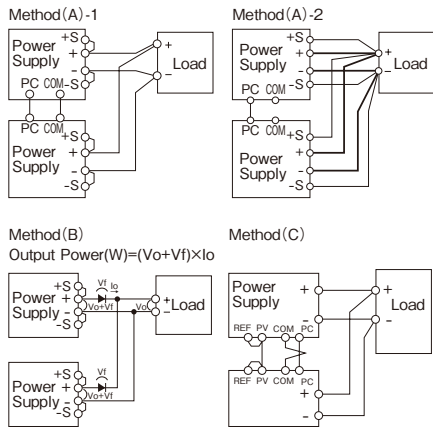 Method(A)-1
+S
Power
Supply
+
-
PC COM
-S
+
-
Load
PC COM
+S
Power
Supply
+
-
-S
Method(A)-2
+S
Power
Supply
+
-
PC COM
-S
+
-
Load
PC COM
+S
+
Power
Supply
-
-S
Method(B)
Output Power(W)=(Vo+Vf)×Io
+S
Vf Io
Power
+
Vo+Vf
Vo
+
Load
Supply
-
-
-S
+S
Vf
Power
+
Vo+Vf
Supply
-
-S
Method(C)
Power
Supply
+
-
+
-
Load
REF PV COM PC
REF PV COM PC
+
-